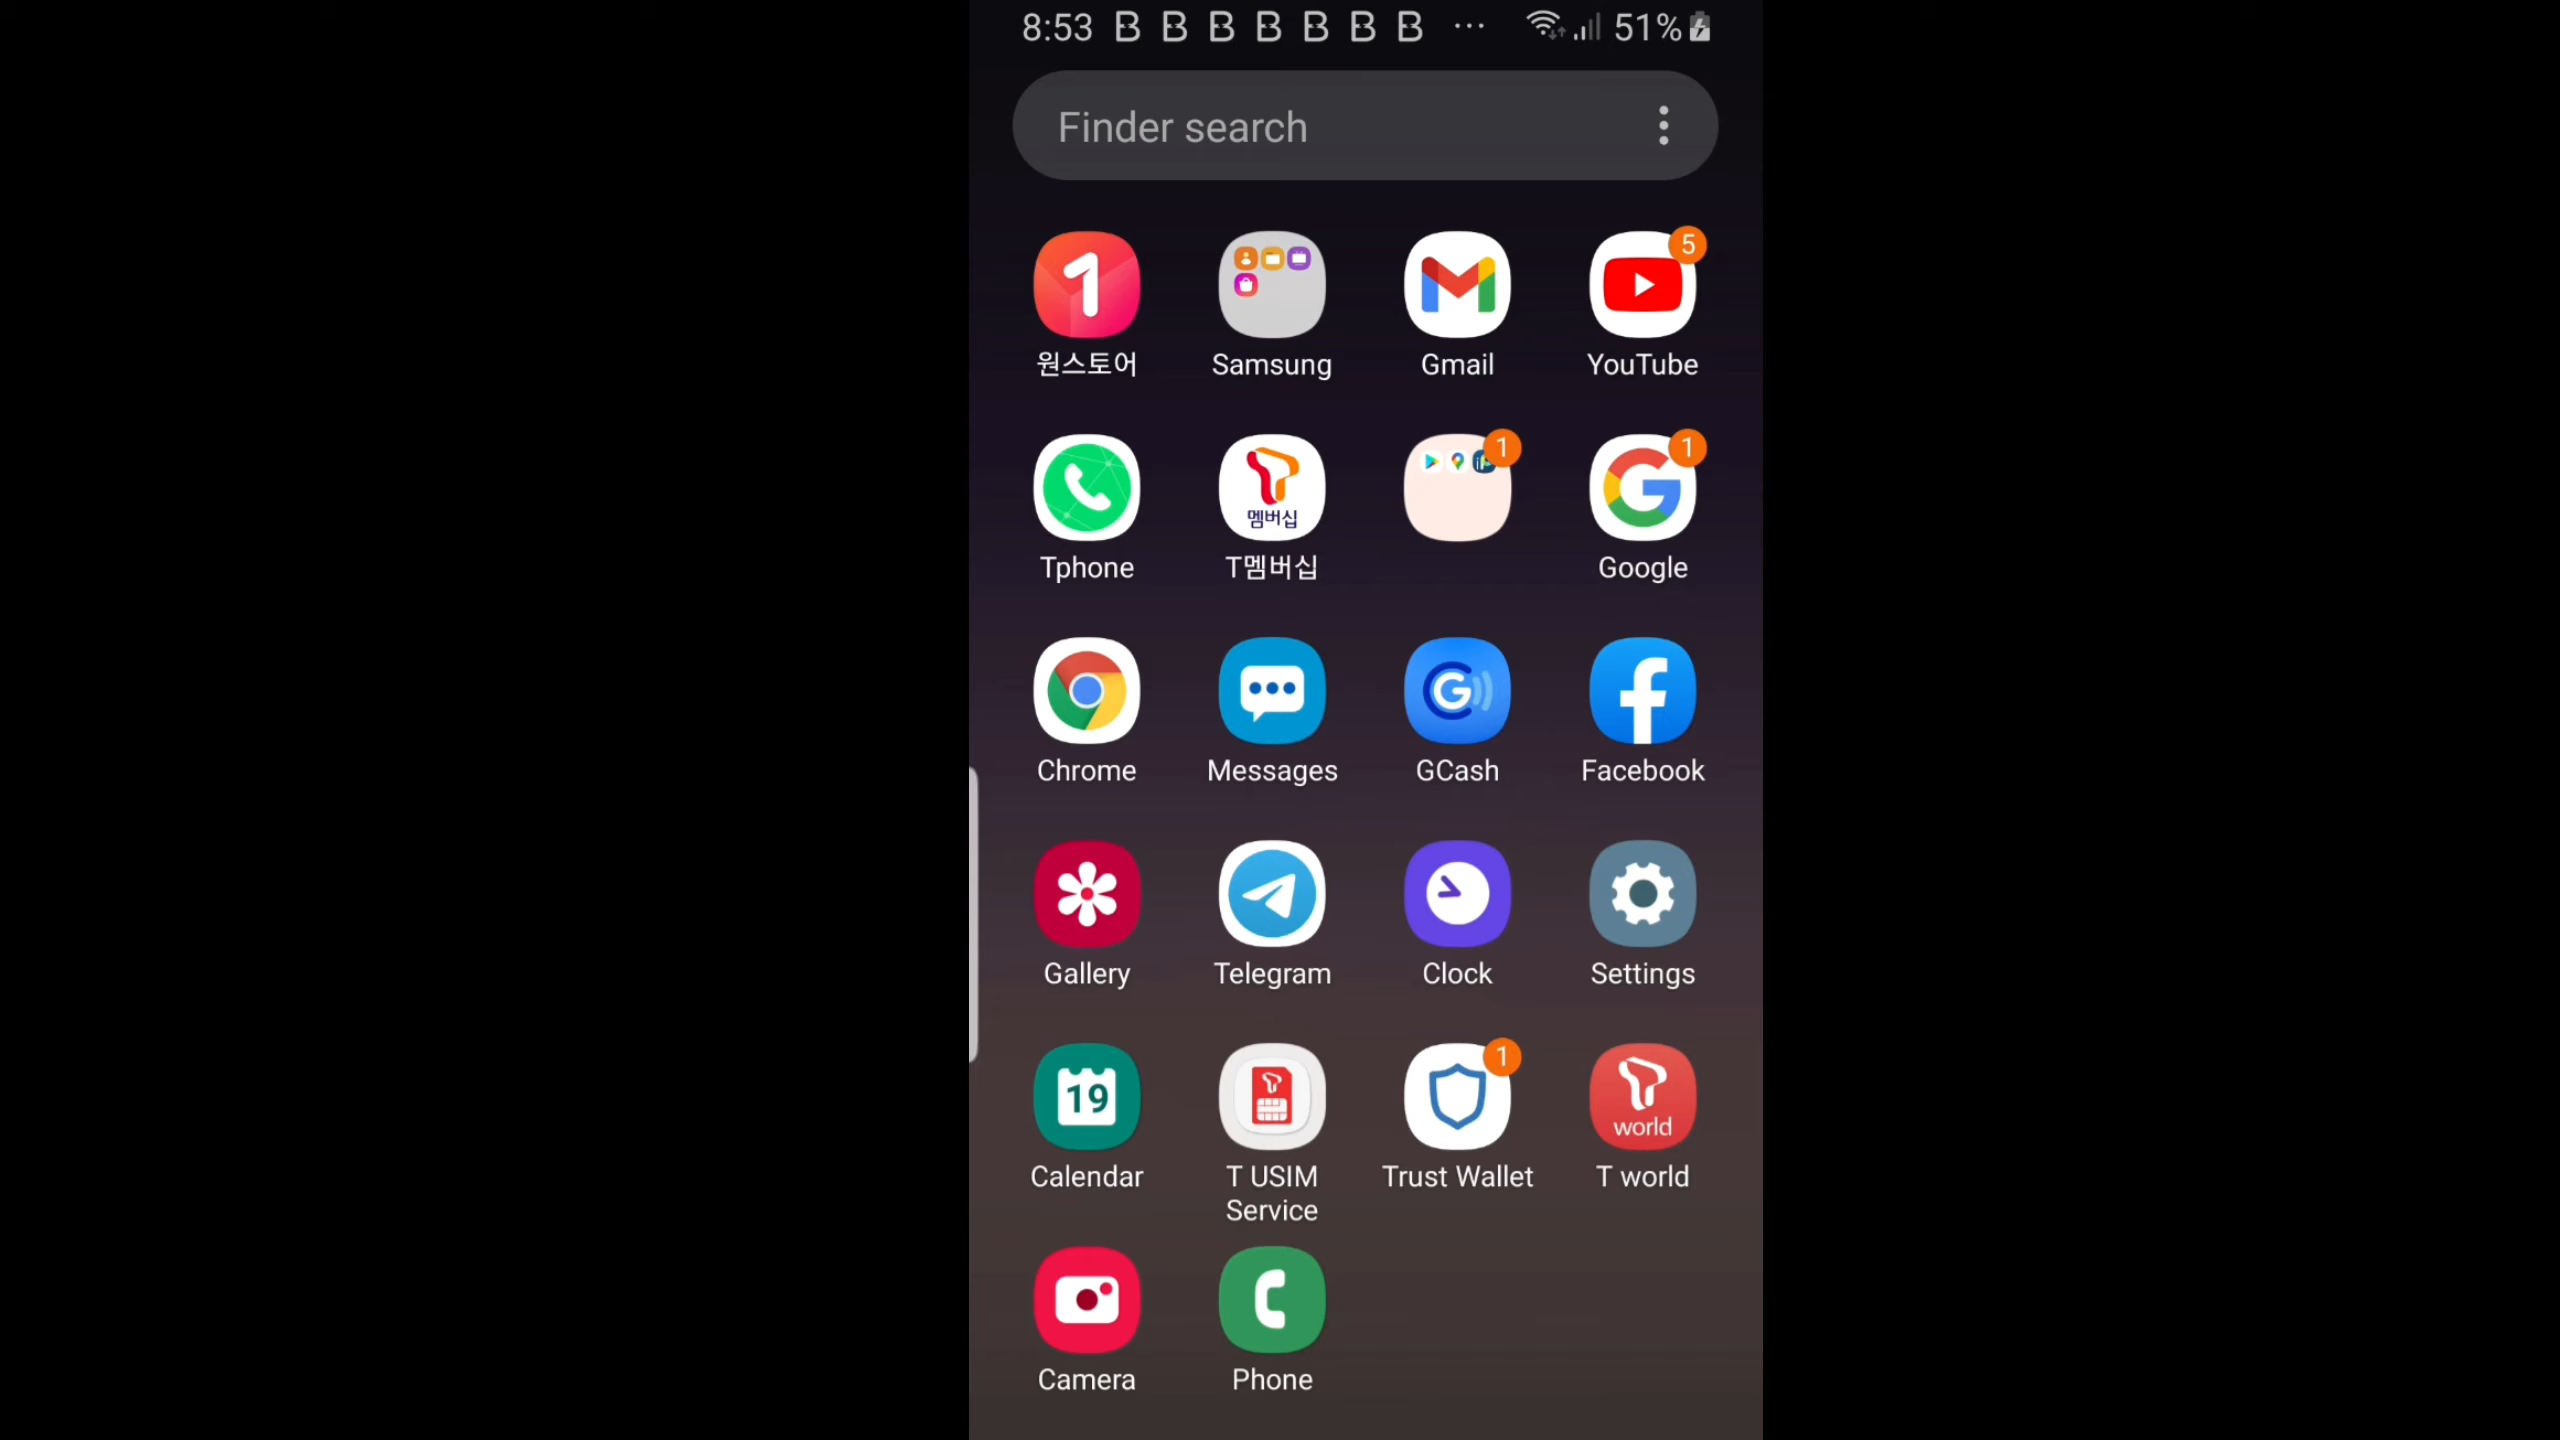 8:53 51%
Finder search
5
원스토어 Samsung Gmail YouTube
멤버십 1 1
Tphone T멤버십 Google
Chrome Messages GCash Facebook
Gallery Telegram Clock Settings
19 1 world
Calendar T USIM Service Trust Wallet T world
Camera Phone